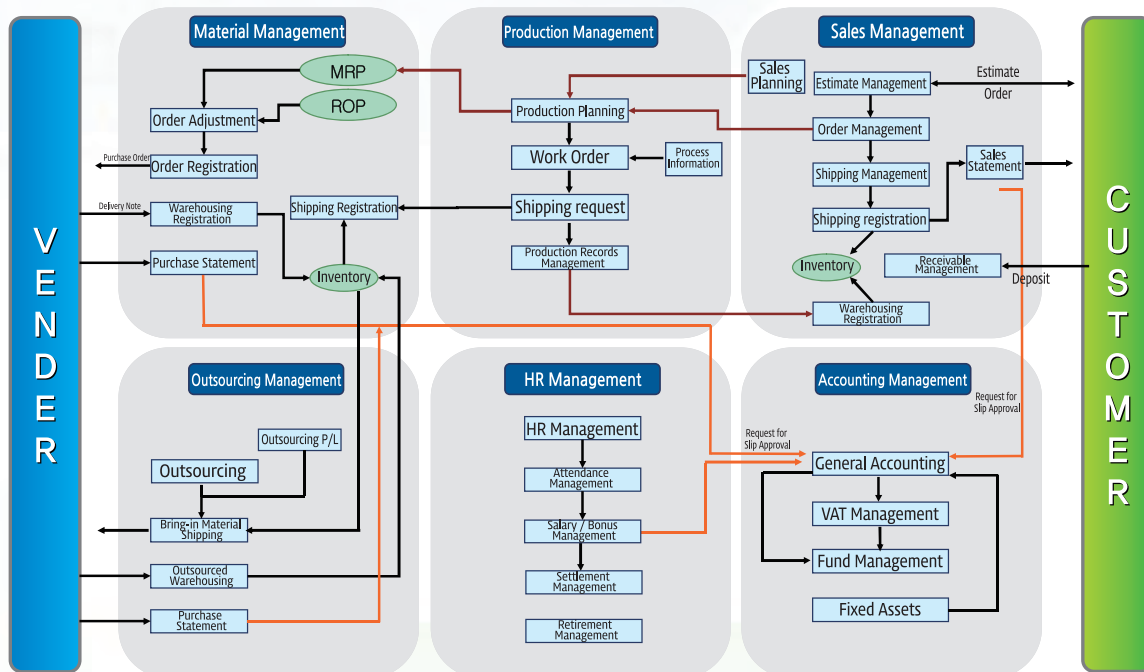 VENDER
Material Management
MRP
ROP
Order Adjustment
Purchase Order
Order Registration
Delivery Note
Warehousing
Registration
Shipping Registration
Purchase Statement
Inventory
Production Management
Production Planning
Work Order
Process
Information
Shipping request
Production Records
Management
Sales Management
Sales
Planning
Estimate Management
Estimate
Order
Order Management
Shipping Management
Sales
Statement
Shipping registration
Inventory
Receivable
Management
Deposit
Warehousing
Registration
CUSTOMER
Outsourcing Management
Outsourcing P/L
Outsourcing
Bring-in Material
Shipping
Outsourced
Warehousing
Purchase
Statement
HR Management
HR Management
Attendance
Management
Salary / Bonus
Management
Settlement
Management
Retirement
Management
Accounting Management
Request for
Slip Approval
Request for
Slip Approval
General Accounting
VAT Management
Fund Management
Fixed Assets